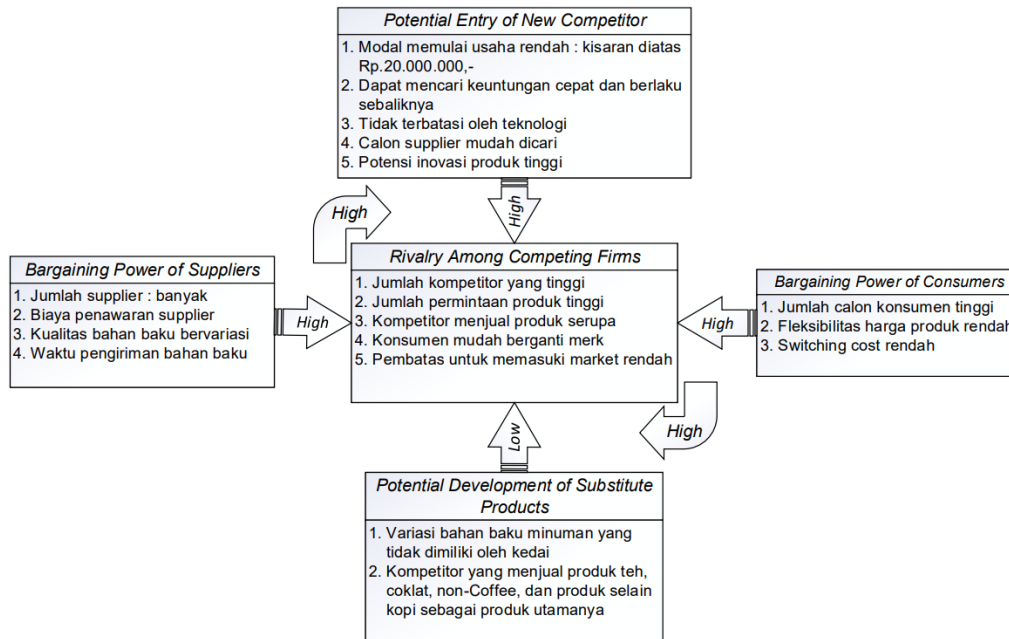 Potential Entry of New Competitor
1. Modal memulai usaha rendah : kisaran diatas
Rp.20.000.000,-
2. Dapat mencari keuntungan cepat dan berlaku
sebaliknya
3. Tidak terbatasi oleh teknologi
4. Calon supplier mudah dicari
5. Potensi inovasi produk tinggi
High
High
Bargaining Power of Suppliers
1. Jumlah supplier : banyak
2. Biaya penawaran supplier
3. Kualitas bahan baku bervariasi
4. Waktu pengiriman bahan baku
High
Rivalry Among Competing Firms
1. Jumlah kompetitor yang tinggi
2. Jumlah permintaan produk tinggi
3. Kompetitor menjual produk serupa
4. Konsumen mudah berganti merk
5. Pembatas untuk memasuki market rendah
High
Bargaining Power of Consumers
1. Jumlah calon konsumen tinggi
2. Fleksibilitas harga produk rendah
3. Switching cost rendah
High
Low
Potential Development of Substitute
Products
1. Variasi bahan baku minuman yang
tidak dimiliki oleh kedai
2. Kompetitor yang menjual produk teh,
coklat, non-Coffee, dan produk selain
kopi sebagai produk utamanya